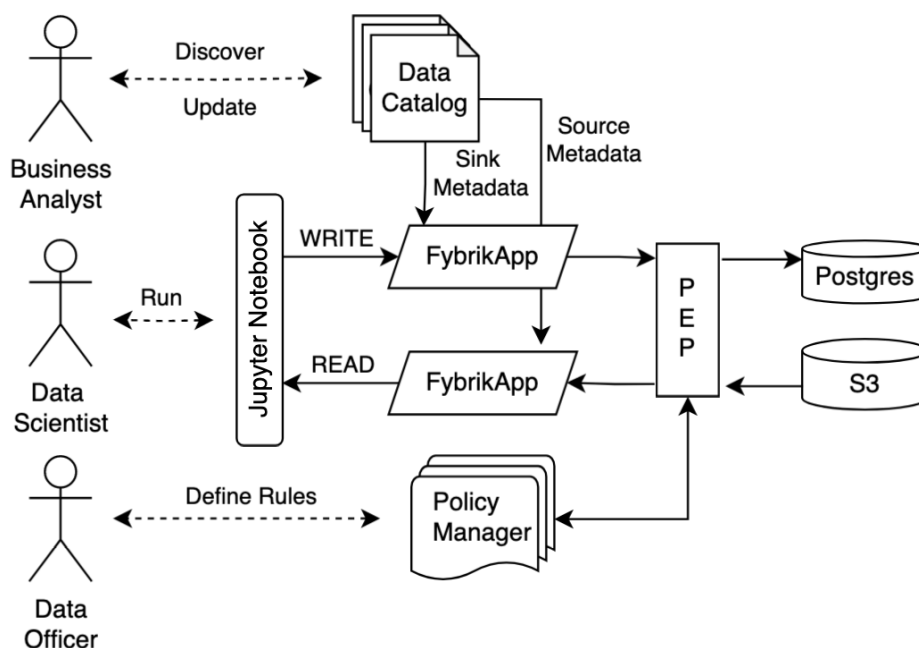 Discover
Update
Business
Analyst
Data
Catalog
Sink
Metadata
Source
Metadata
Jupyter Notebook
WRITE
FybrikApp
P
E
P
Postgres
Run
Data
Scientist
READ
FybrikApp
S3
Define Rules
Policy
Manager
Data
Officer